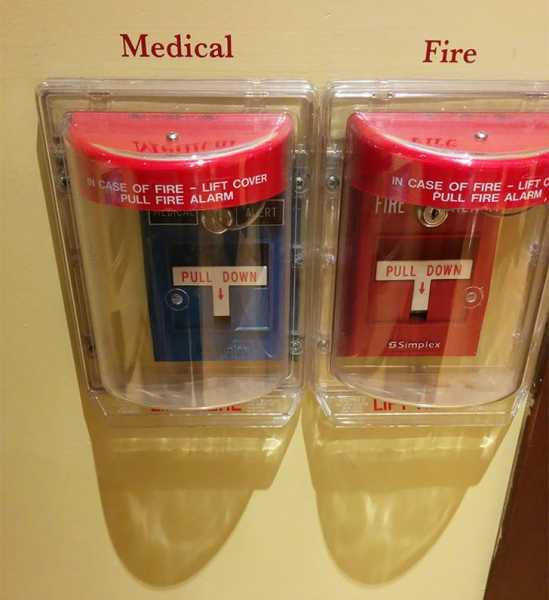 Medical
Fire
IN CASE OF FIRE - LIFT COVER
PULL FIRE ALARM
MEDICAL ALERT
PULL DOWN
IN CASE OF FIRE - LIFT C
PULL FIRE ALARM
FIRE
PULL DOWN
Simplex